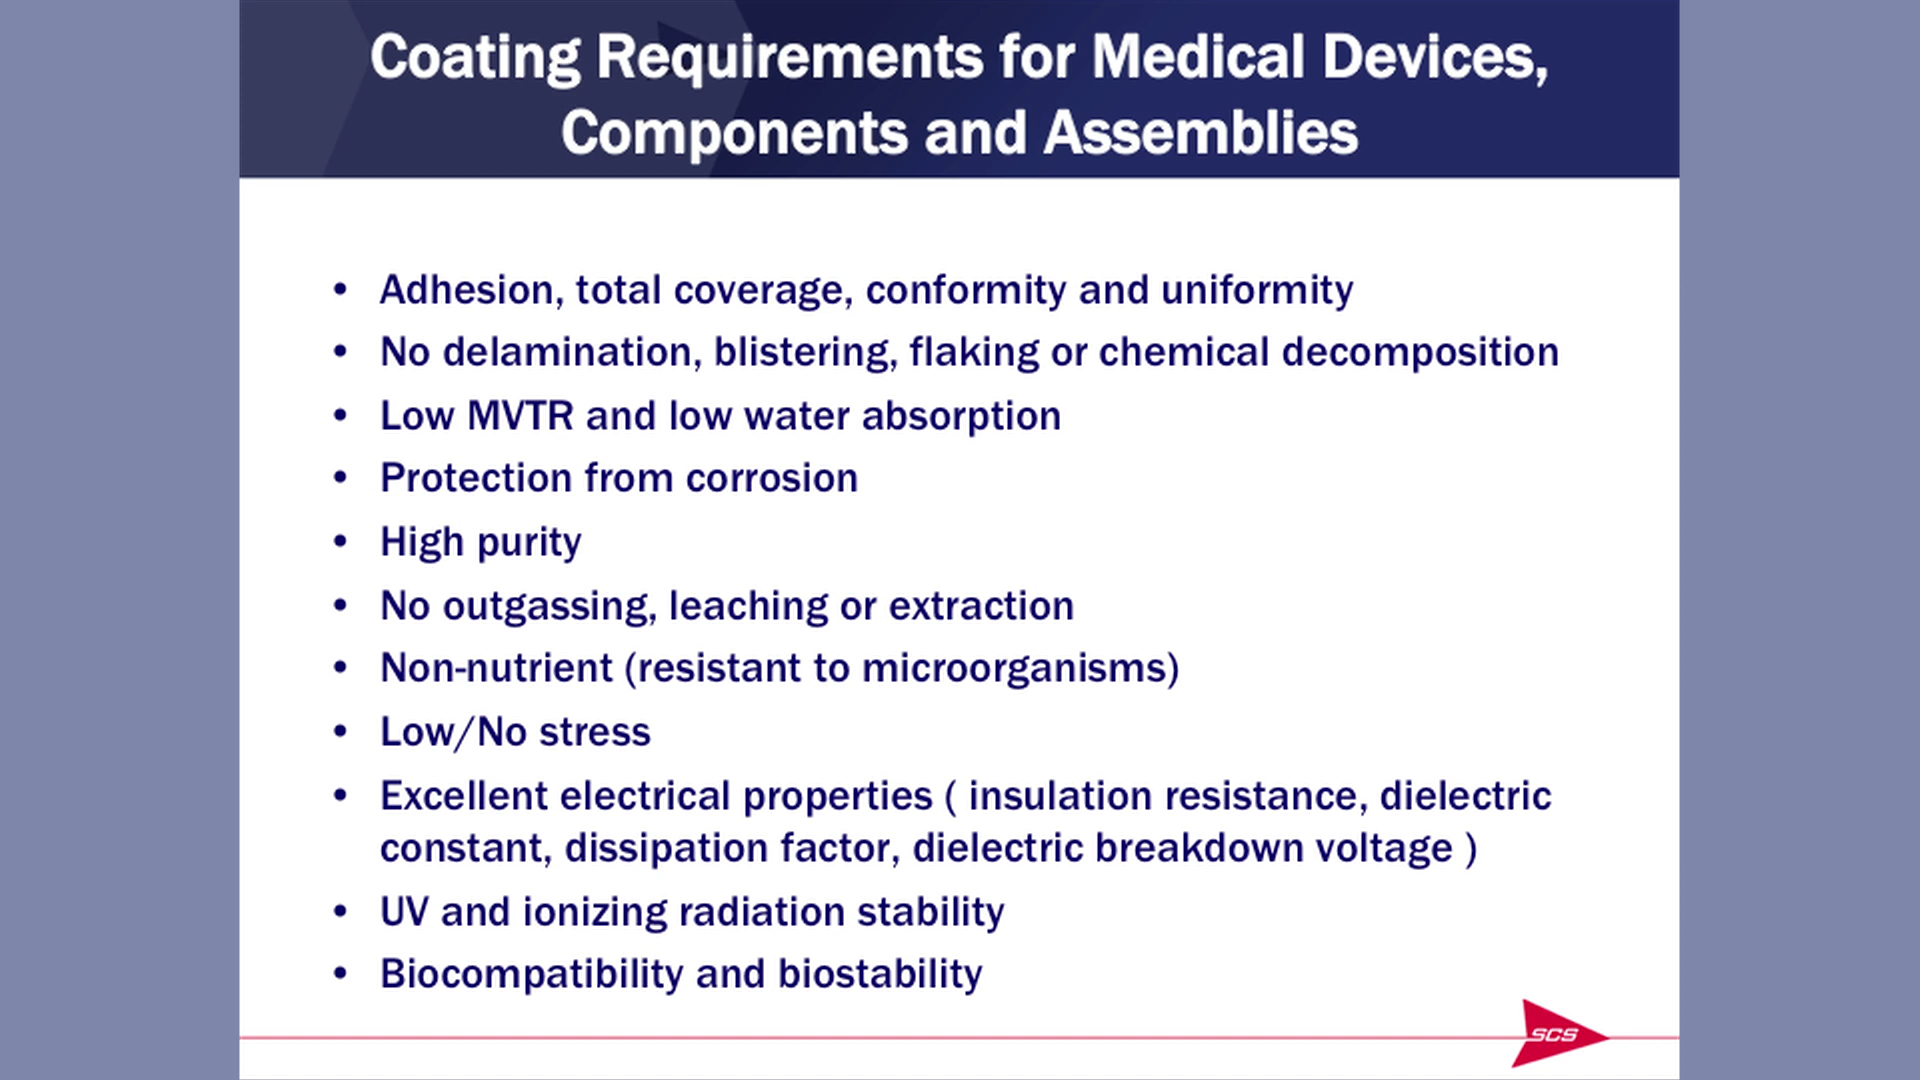 Coating Requirements for Medical Devices,
Components and Assemblies
• Adhesion, total coverage, conformity and uniformity
• No delamination, blistering, flaking or chemical decomposition
• Low MVTR and low water absorption
• Protection from corrosion
• High purity
• No outgassing, leaching or extraction
• Non-nutrient (resistant to microorganisms)
• Low/No stress
• Excellent electrical properties ( insulation resistance, dielectric
constant, dissipation factor, dielectric breakdown voltage )
• UV and ionizing radiation stability
• Biocompatibility and biostability
SCS